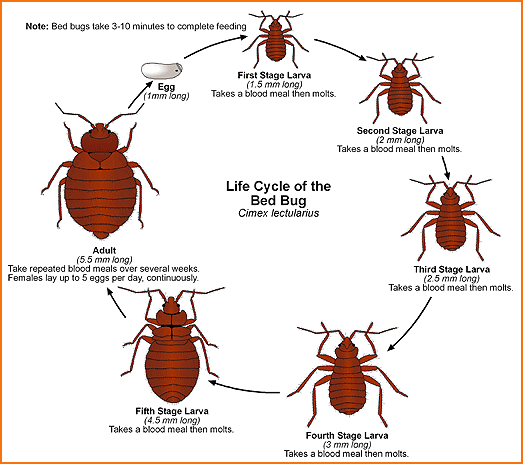 Note: Bed bugs take 3-10 minutes to complete feeding
Egg
(1mm long)
First Stage Larva
(1.5 mm long)
Takes a blood meal then molts.
Second Stage Larva
(2 mm long)
Takes a blood meal then molts.
Life Cycle of the
Bed Bug
Cimex lectularius
Third Stage Larva
(2.5 mm long)
Takes a blood meal then molts.
Fourth Stage Larva
(3 mm long)
Takes a blood meal then molts.
Fifth Stage Larva
(4.5 mm long)
Takes a blood meal then molts.
Adult
(5.5 mm long)
Take repeated blood meals over several weeks.
Females lay up to 5 eggs per day, continuously.